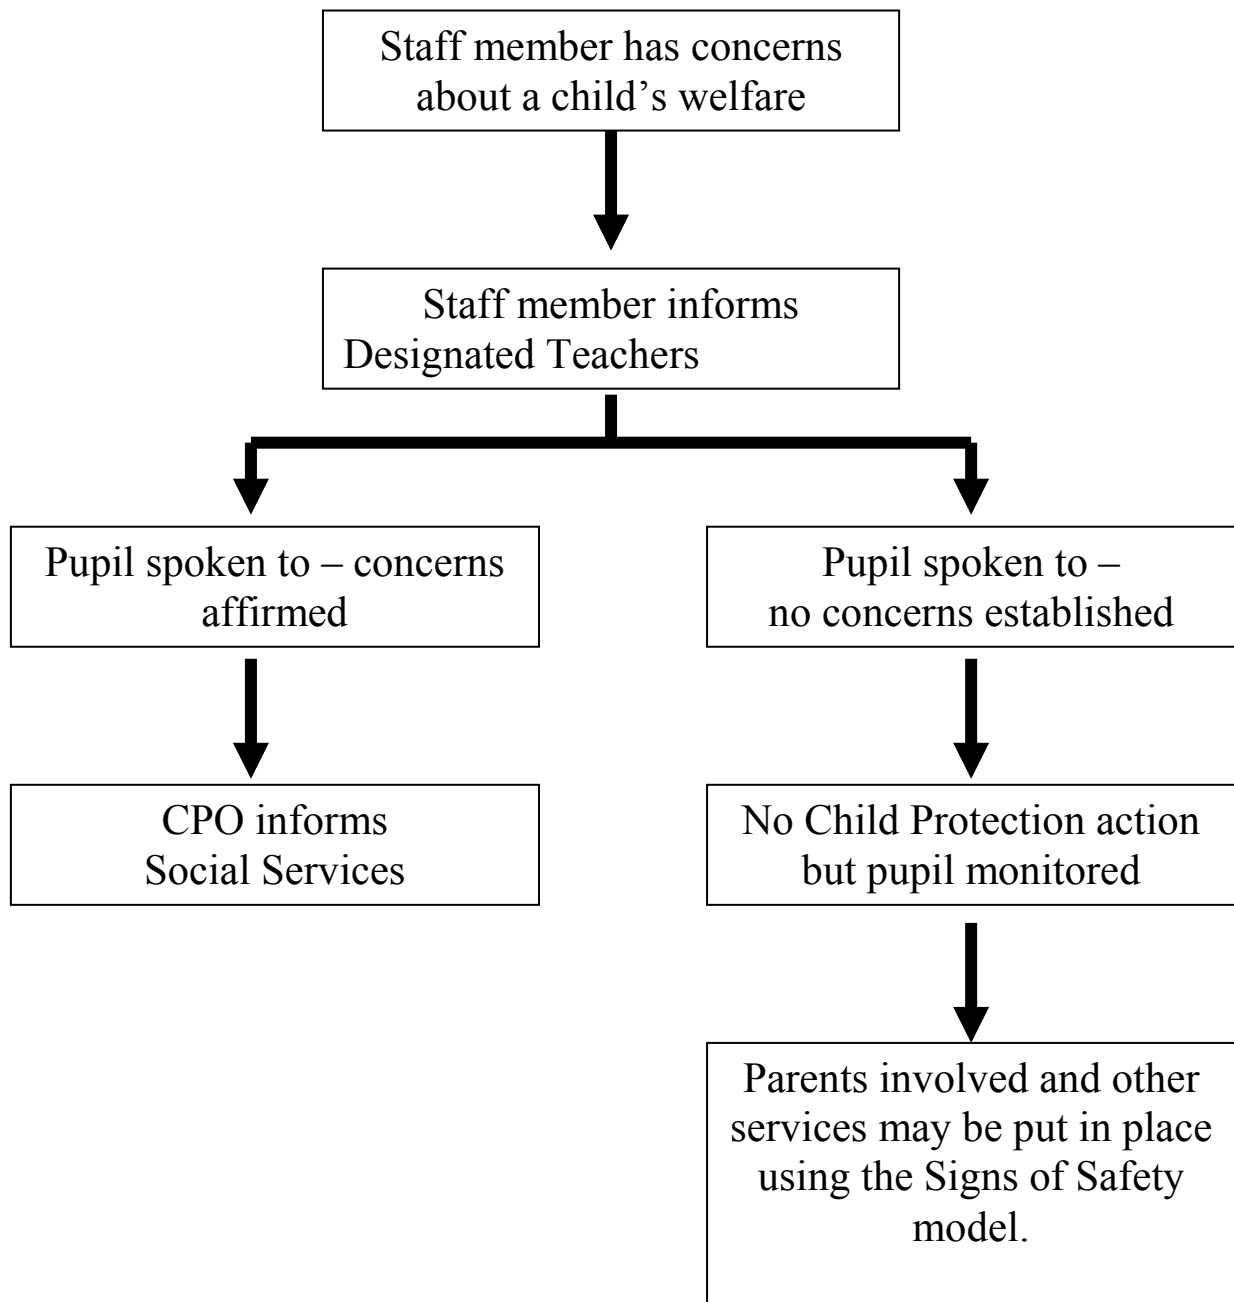 Staff member has concerns
about a child’s welfare
Staff member informs
Designated Teachers
Pupil spoken to – concerns
affirmed
Pupil spoken to –
no concerns established
CPO informs
Social Services
No Child Protection action
but pupil monitored
Parents involved and other
services may be put in place
using the Signs of Safety
model.